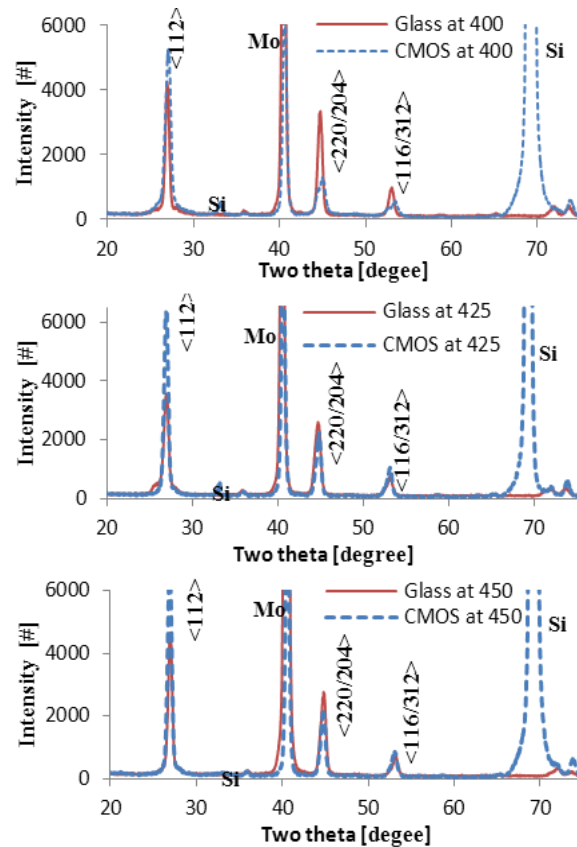 Glass at 400
CMOS at 400
Intensity [#]
6000
4000
2000
0
<112>
Mo
<220/204>
<116/312>
Si
Si
20 30 40 50 60 70
Two theta [degee]
Glass at 425
CMOS at 425
Intensity [#]
6000
4000
2000
0
<112>
Mo
<220/204>
<116/312>
Si
Si
20 30 40 50 60 70
Two theta [degree]
Glass at 450
CMOS at 450
Intensity [#]
6000
4000
2000
0
<112>
Mo
<220/204>
<116/312>
Si
Si
20 30 40 50 60 70
Two theta [degree]